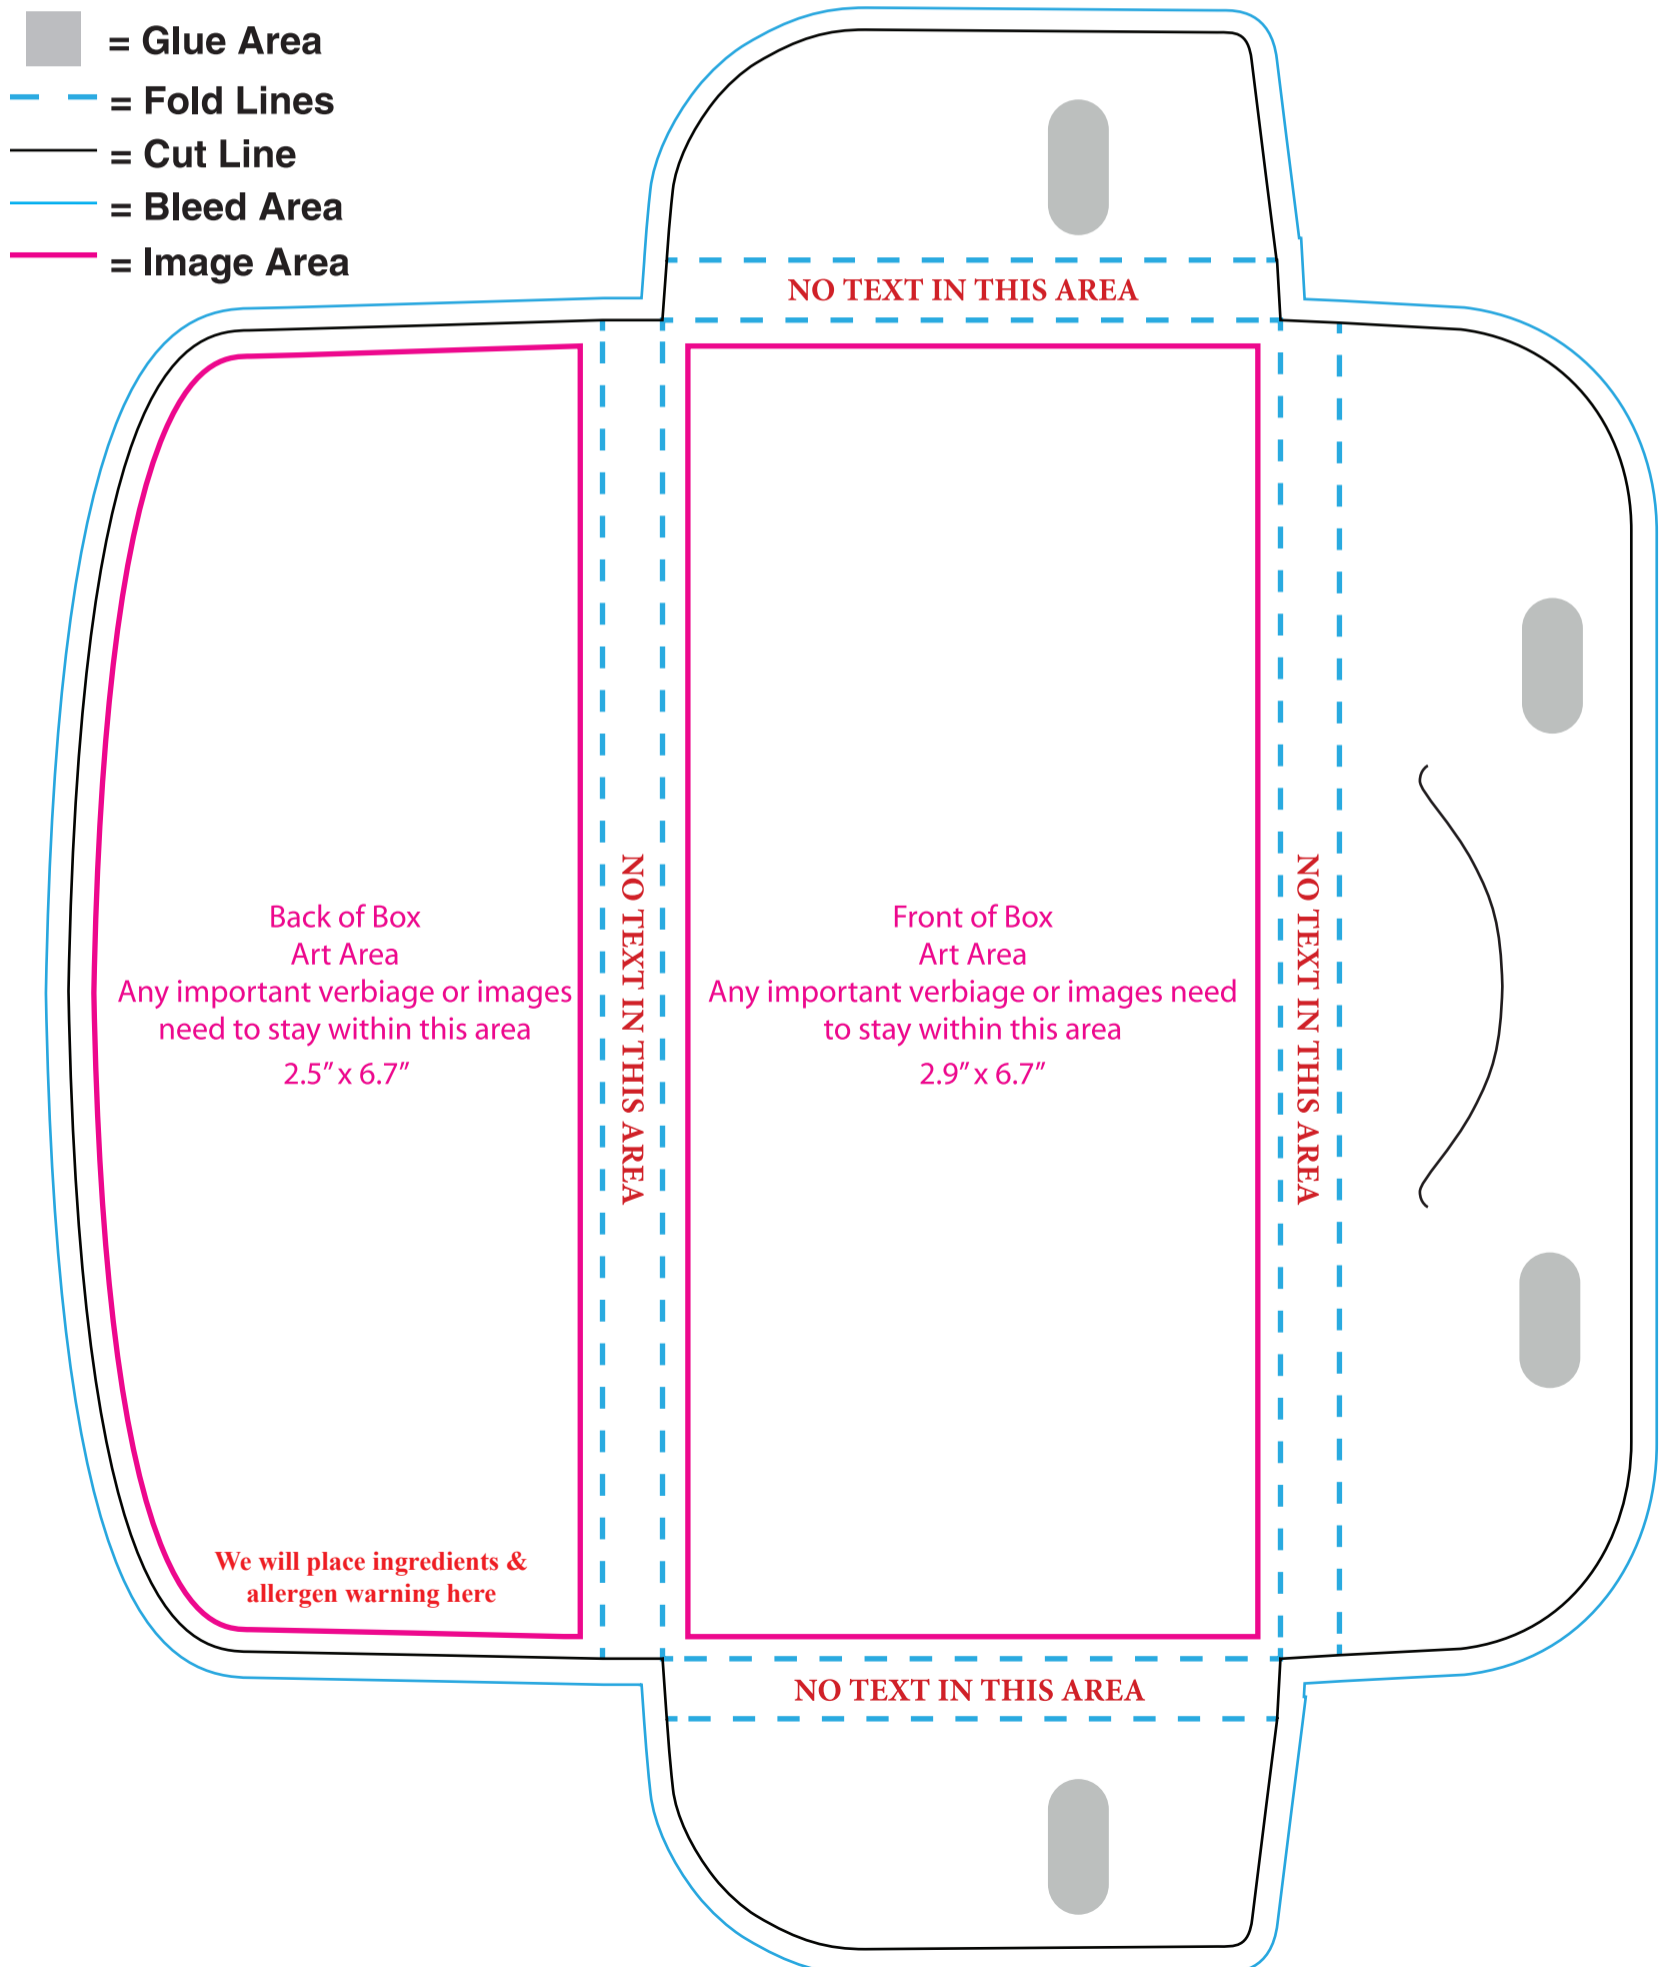 = Glue Area
= Fold Lines
= Cut Line
= Bleed Area
= Image Area
NO TEXT IN THIS AREA
Back of Box
Art Area
Any important verbiage or images
need to stay within this area
2.5” x 6.7”
We will place ingredients &
allergen warning here
NO TEXT IN THIS AREA
Front of Box
Art Area
Any important verbiage or images need
to stay within this area
2.9” x 6.7”
NO TEXT IN THIS AREA
NO TEXT IN THIS AREA